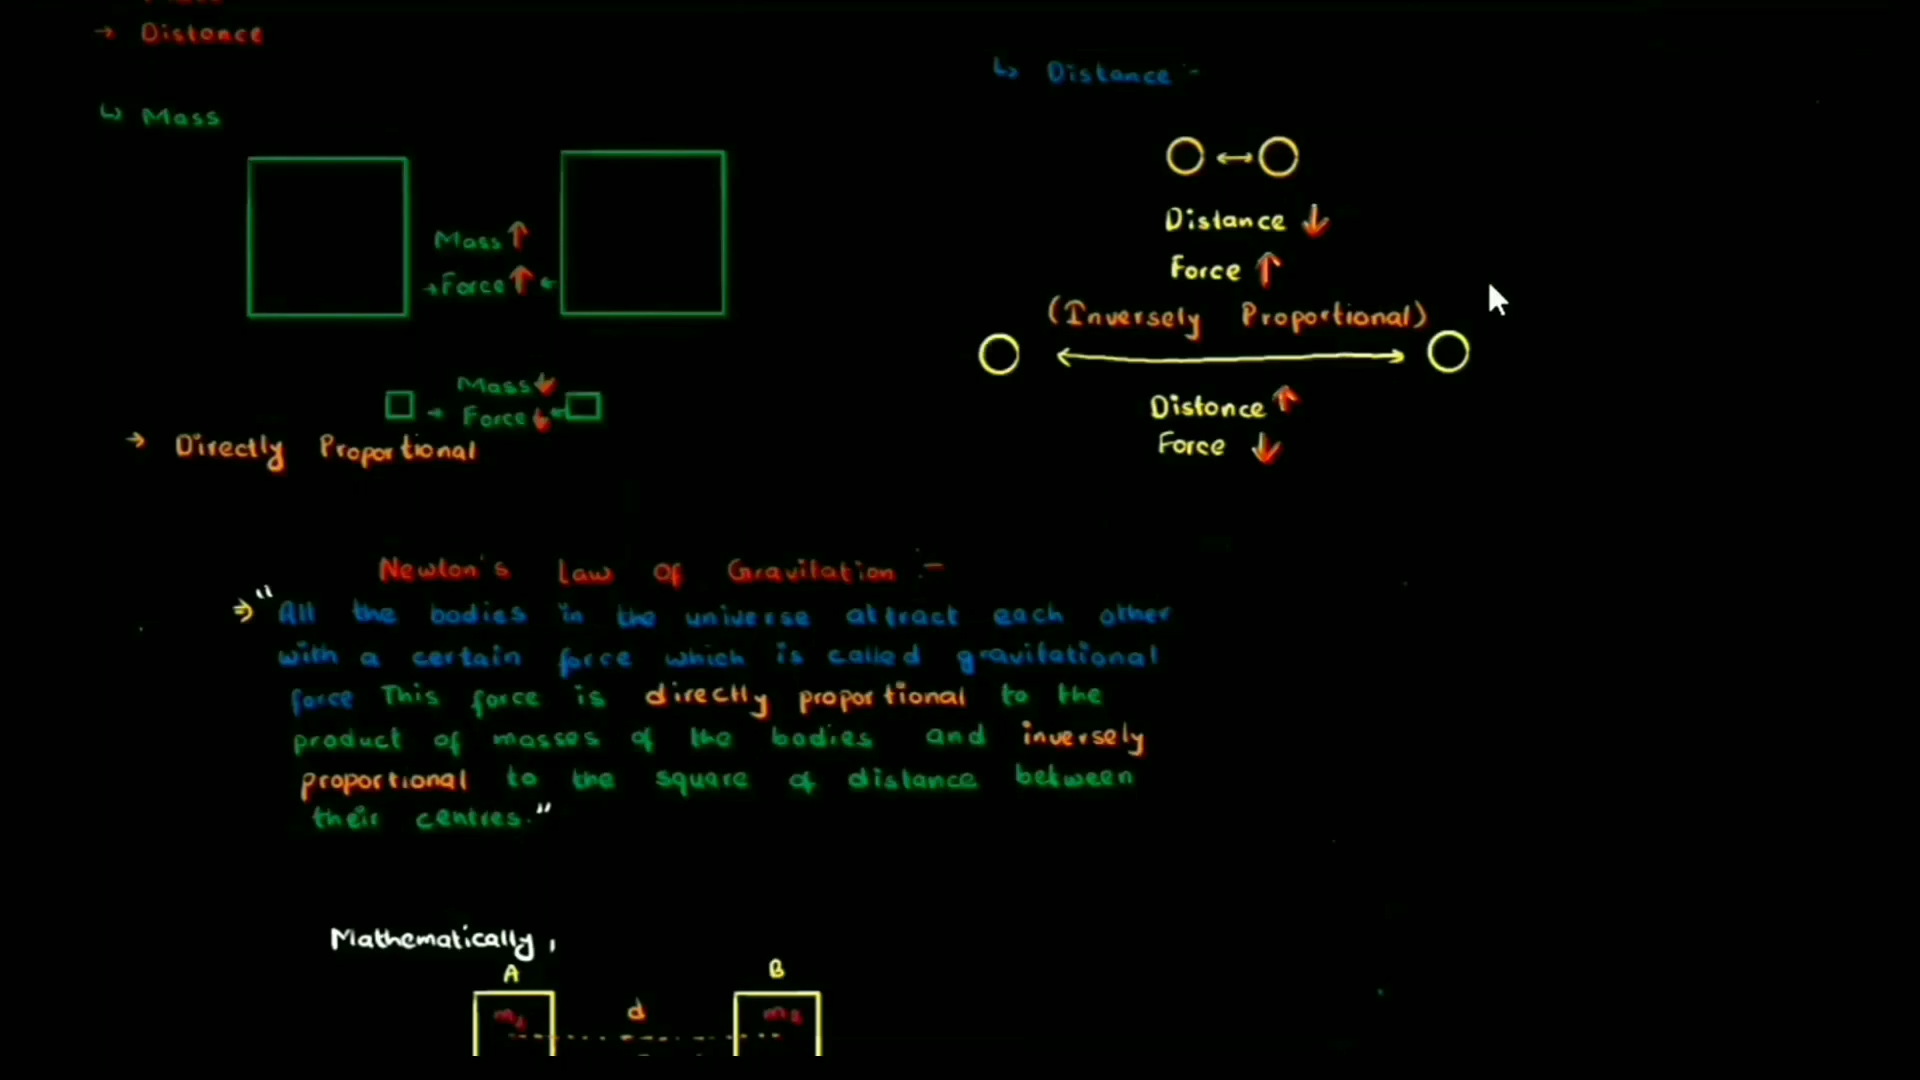 → Distance
↳ Mass
Mass ↑
→ Force ↑ ←
Mass ↓
→ Force ↓ ←
→ Directly Proportional
↳ Distance :-
Distance ↓
Force ↑
(Inversely Proportional)
Distance ↑
Force ↓
Newton's Law Of Gravitation :-
⇒ "All the bodies in the universe attract each other
with a certain force which is called gravitational
force This force is directly proportional to the
product of masses of the bodies and inversely
proportional to the square of distance between
their centres."
Mathematically,
A B
m₁ d m₂